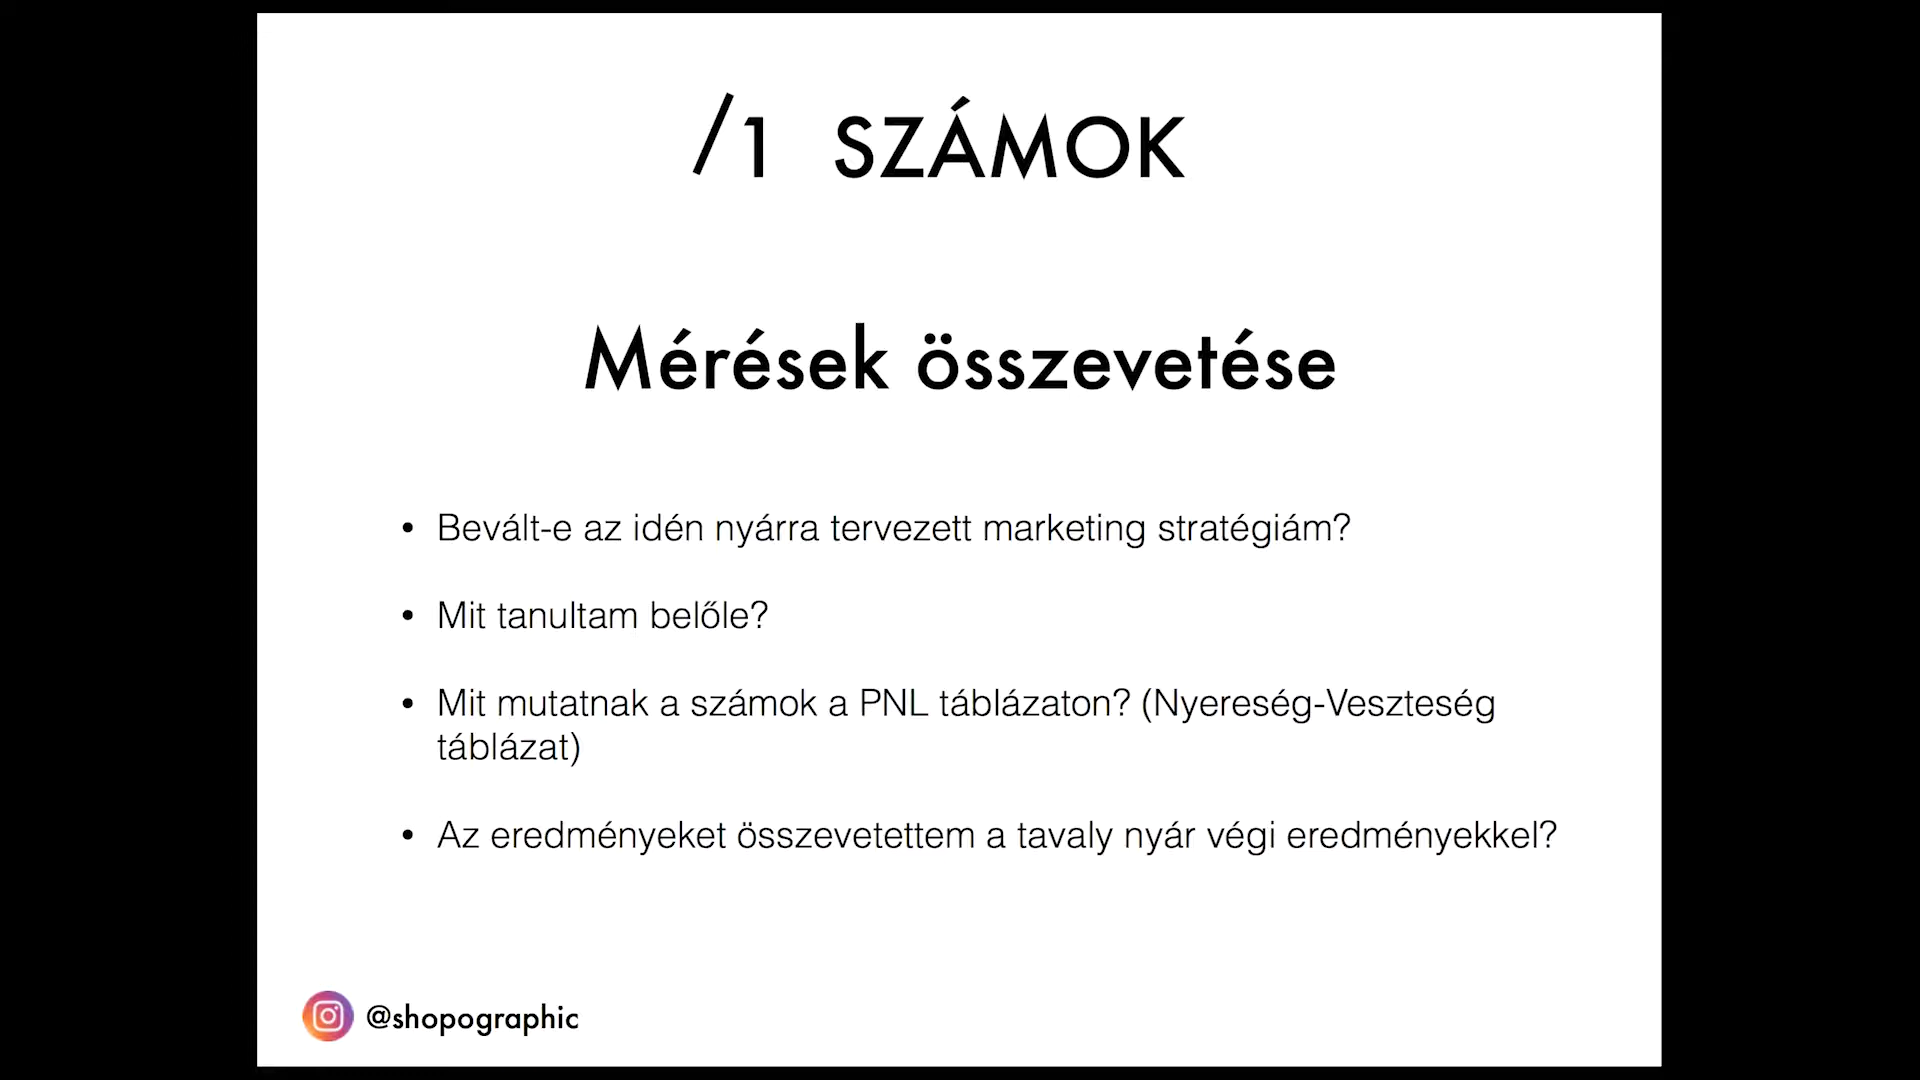 /1 SZÁMOK
Mérések összevetése
• Bevált-e az idén nyárra tervezett marketing stratégiám?
• Mit tanultam belőle?
• Mit mutatnak a számok a PNL táblázaton? (Nyereség-Veszteség
táblázat)
• Az eredményeket összevetettem a tavaly nyár végi eredményekkel?
@shopographic